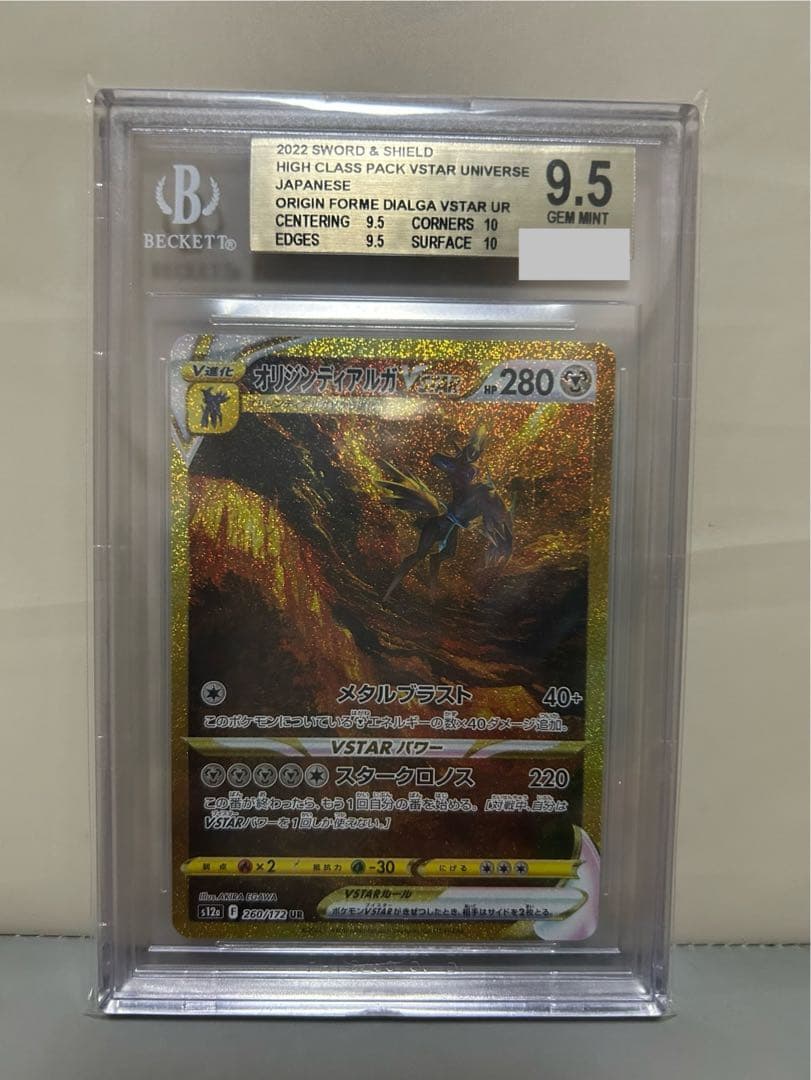 2022 SWORD & SHIELD
HIGH CLASS PACK VSTAR UNIVERSE
JAPANESE
ORIGIN FORME DIALGA VSTAR UR
CENTERING 9.5 CORNERS 10
EDGES 9.5 SURFACE 10
9.5
GEM MINT
B
BECKETT®
V進化
オリジンディアルガVSTAR HP280
メタルブラスト 40+
このポケモンについているエネルギーの数×40ダメージ追加。
VSTARパワー
スタークロノス 220
この番が終わったら、もう1回自分の番を始める。[対戦中、自分は
VSTARパワーを1回しか使えない。]
弱点 ×2 抵抗力 -30 にげる
Illus.AKIRA EGAWA
VSTARルール
s12a F 260/172 UR
ポケモンVSTARがきぜつしたとき、相手はサイドを2枚とる。